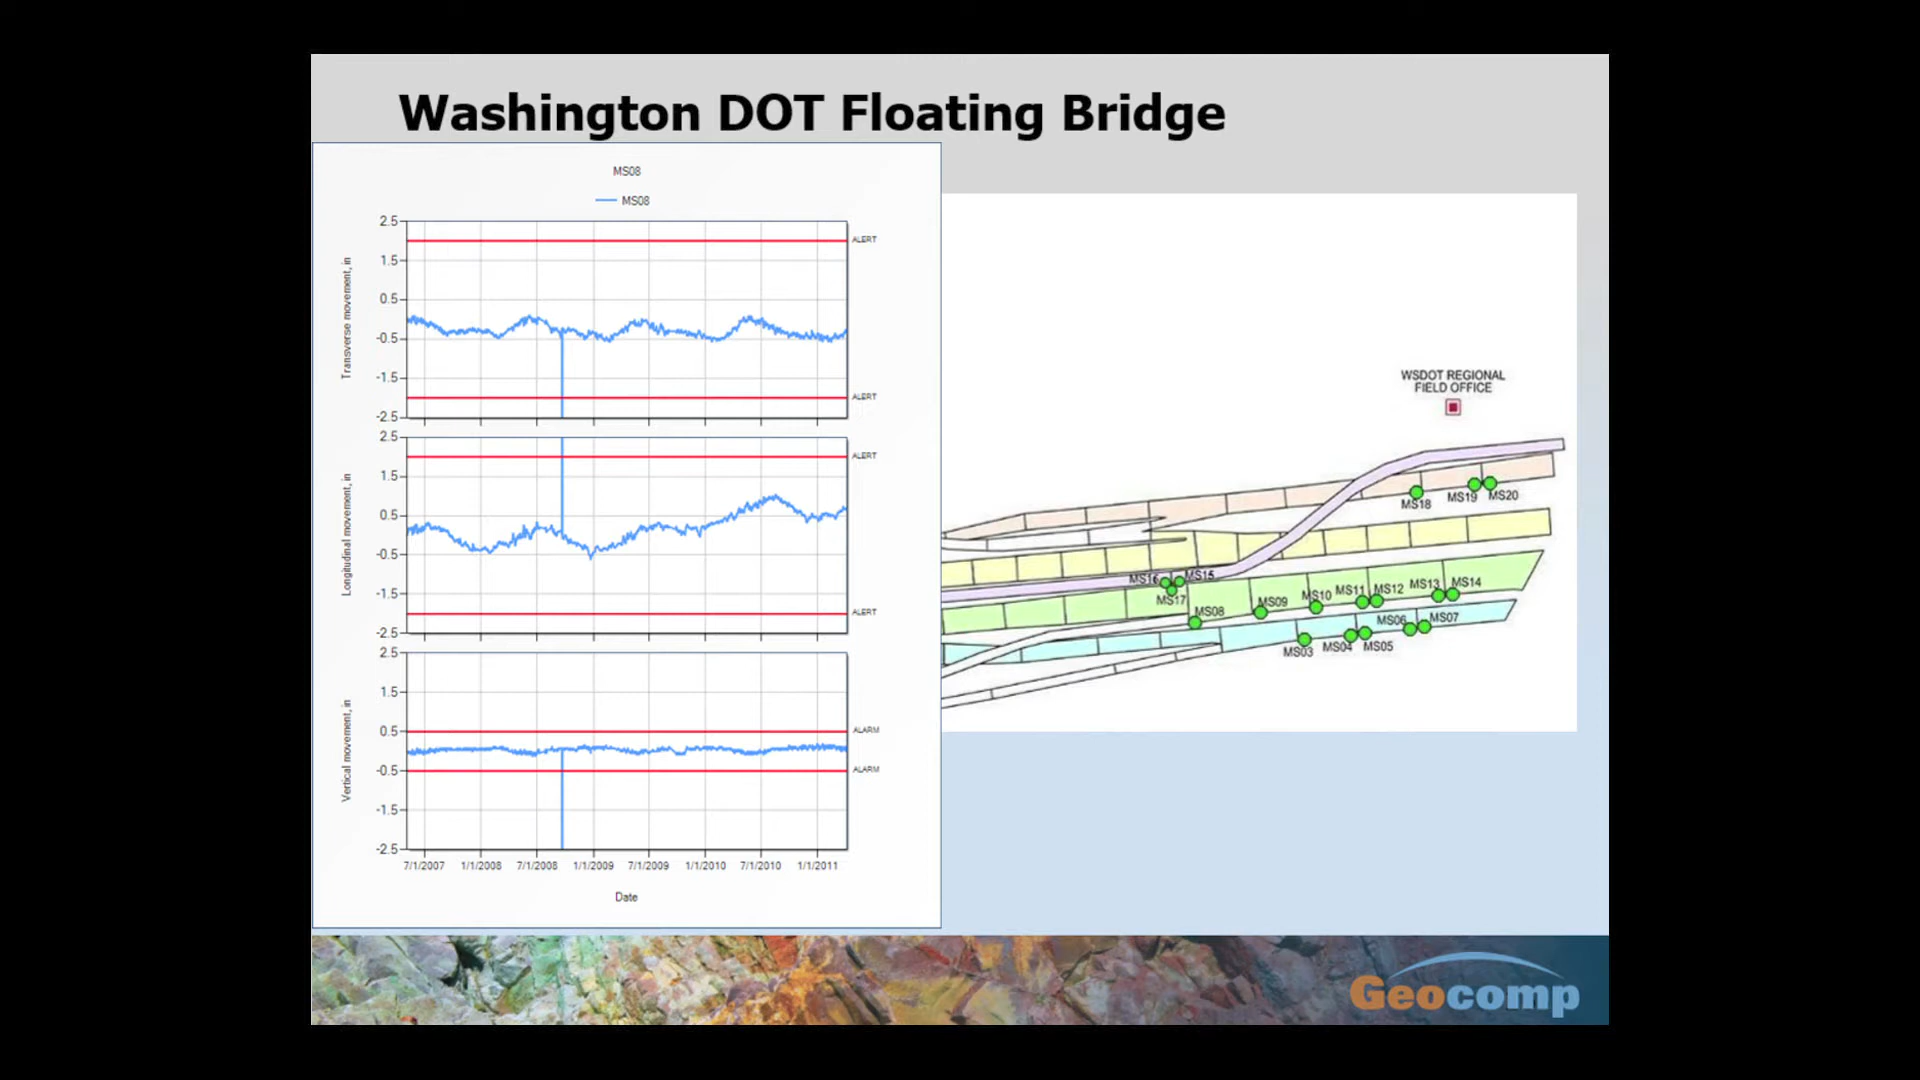 Washington DOT Floating Bridge
MS08
MS08
2.5
1.5
0.5
-0.5
-1.5
-2.5
Transverse movement, in
ALERT
ALERT
2.5
1.5
0.5
-0.5
-1.5
-2.5
Longitudinal movement, in
ALERT
ALERT
2.5
1.5
0.5
-0.5
-1.5
-2.5
Vertical movement, in
ALARM
ALARM
7/1/2007 1/1/2008 7/1/2008 1/1/2009 7/1/2009 1/1/2010 7/1/2010 1/1/2011
Date
WSDOT REGIONAL
FIELD OFFICE
MS18 MS19 MS20
MS16 MS15
MS17
MS08 MS09 MS10 MS11 MS12 MS13 MS14
MS03 MS04 MS05 MS06 MS07
Geocomp